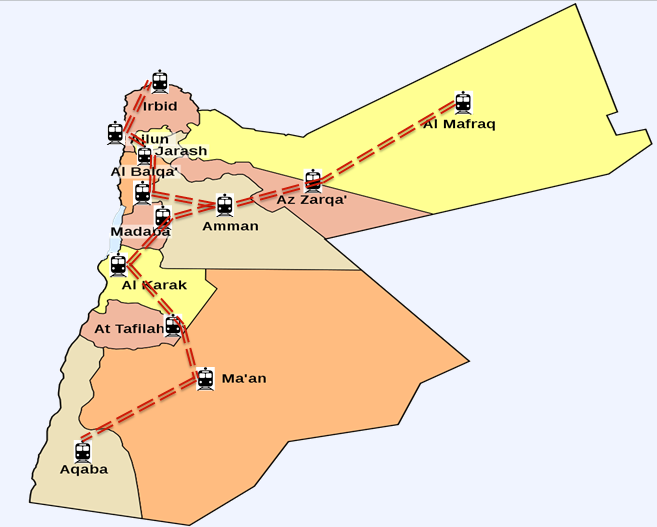 Irbid
Al Mafraq
Ajlun
Jarash
Al Balqa'
Az Zarqa'
Amman
Madaba
Al Karak
At Tafilah
Ma'an
Aqaba